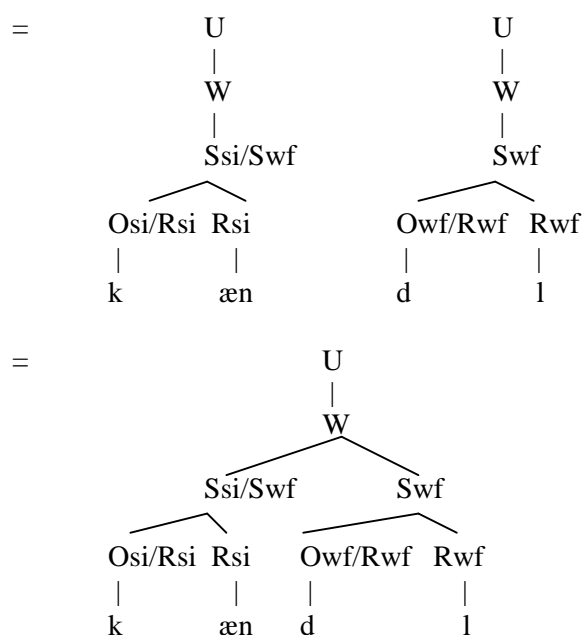 = U U
W W
Ssi/Swf Swf
Osi/Rsi Rsi Owf/Rwf Rwf
k æn d l
= U
W
Ssi/Swf Swf
Osi/Rsi Rsi Owf/Rwf Rwf
k æn d l